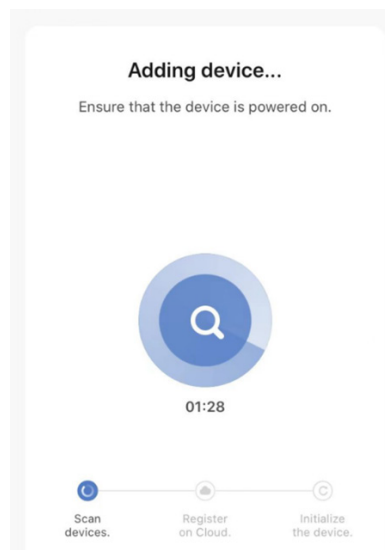 Adding device...
Ensure that the device is powered on.
01:28
Scan
devices.
Register
on Cloud.
Initialize
the device.